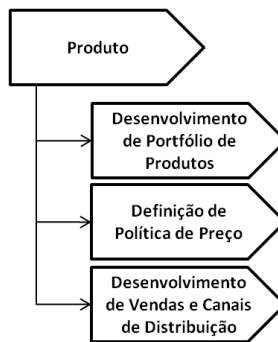 Produto
Desenvolvimento
de Portfólio de
Produtos
Definição de
Política de Preço
Desenvolvimento
de Vendas e Canais
de Distribuição